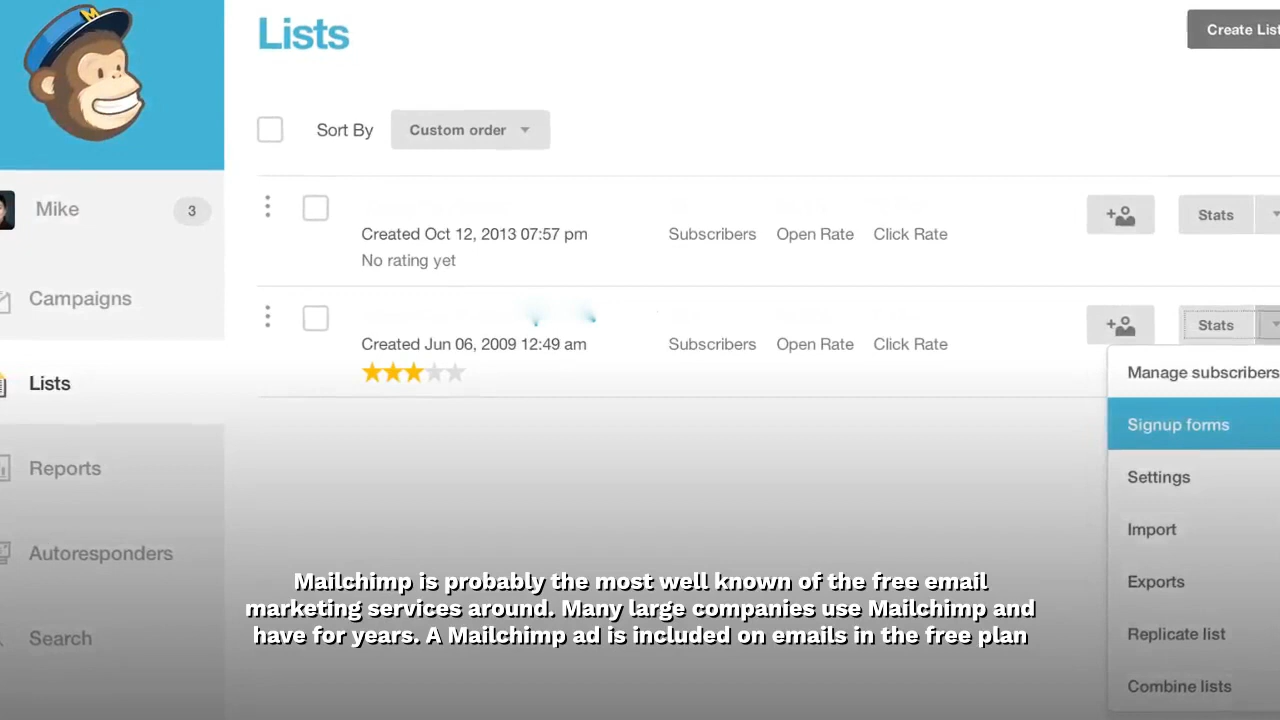 Lists
Create List
Sort By
Custom order
Mike
3
Created Oct 12, 2013 07:57 pm
Subscribers
Open Rate
Click Rate
Stats
No rating yet
Campaigns
Created Jun 06, 2009 12:49 am
Subscribers
Open Rate
Click Rate
Stats
Lists
Manage subscribers
Signup forms
Reports
Settings
Import
Autoresponders
Exports
Mailchimp is probably the most well known of the free email
marketing services around. Many large companies use Mailchimp and
have for years. A Mailchimp ad is included on emails in the free plan
Search
Replicate list
Combine lists